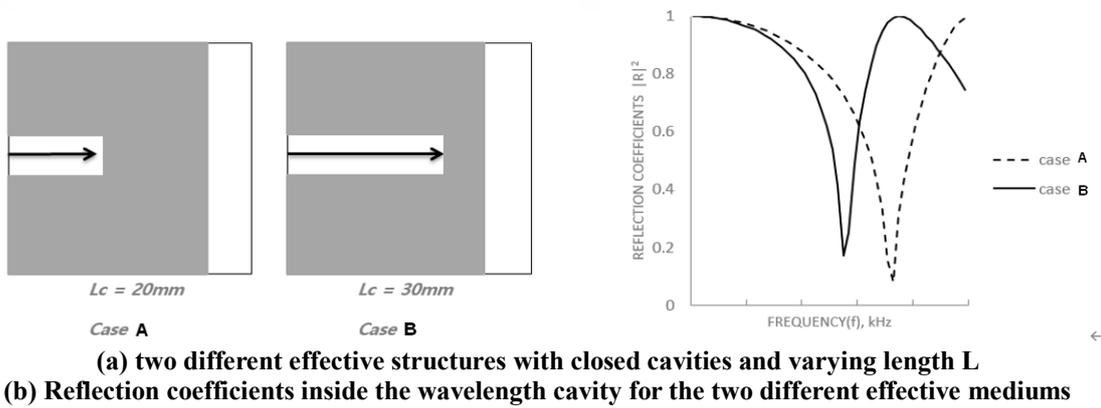 Lc = 20mm
Lc = 30mm
Case A
Case B
REFLECTION COEFFICIENTS |R|²
1
0.8
0.6
0.4
0.2
0
FREQUENCY(f), kHz
case A
case B
(a) two different effective structures with closed cavities and varying length L
(b) Reflection coefficients inside the wavelength cavity for the two different effective mediums